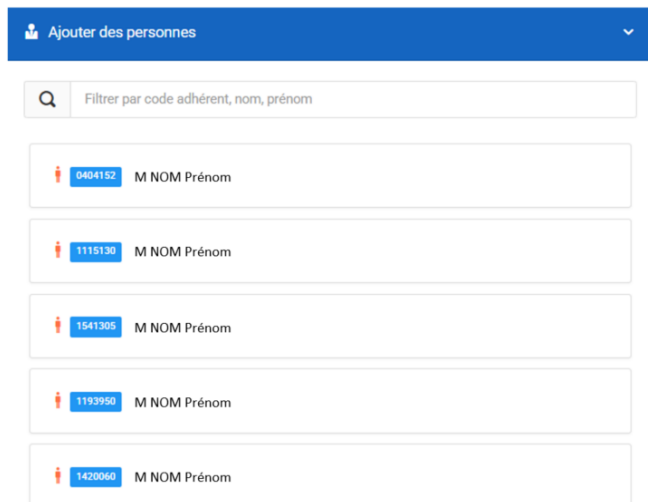 Ajouter des personnes
Filtrer par code adhérent, nom, prénom
0404152 M NOM Prénom
1115130 M NOM Prénom
1541305 M NOM Prénom
1193950 M NOM Prénom
1420060 M NOM Prénom